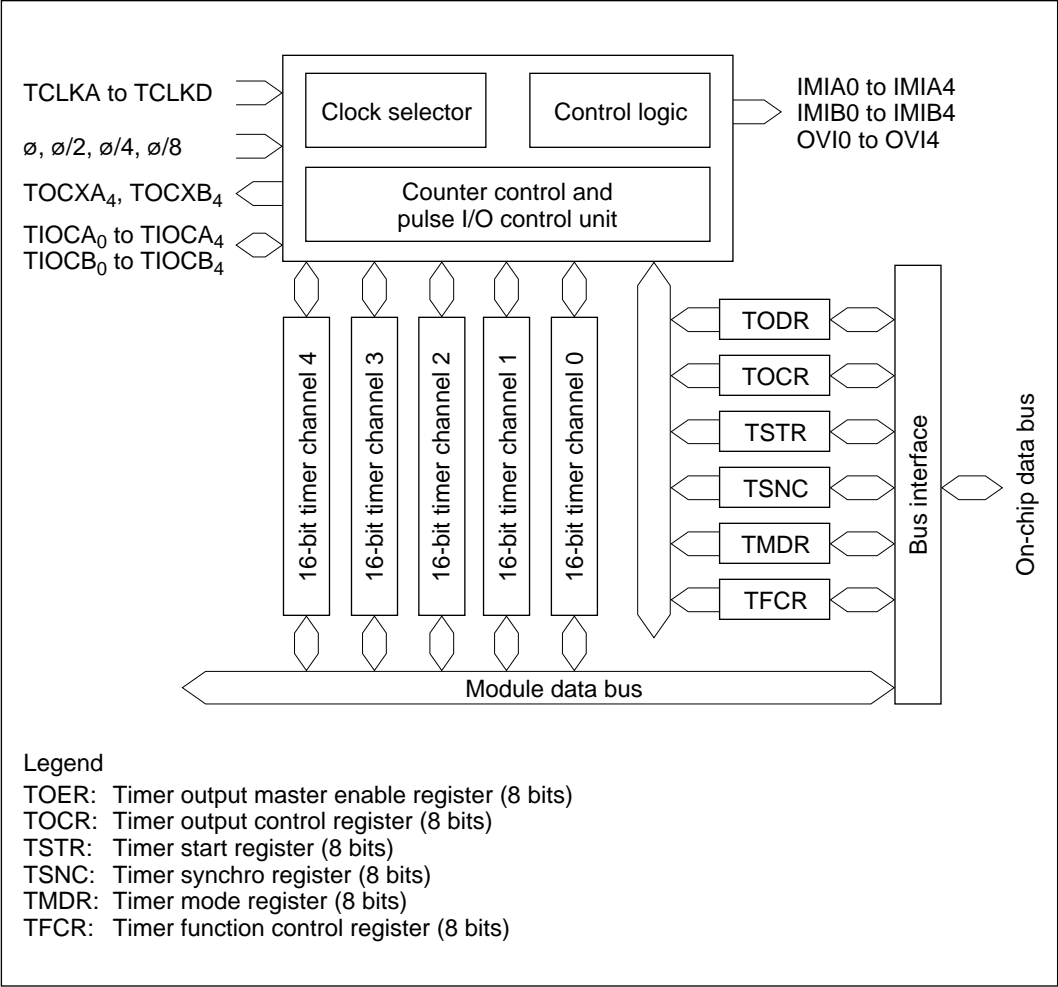 TCLKA to TCLKD
ø, ø/2, ø/4, ø/8
TOCXA4, TOCXB4
TIOCA0 to TIOCA4
TIOCB0 to TIOCB4
Clock selector
Control logic
Counter control and
pulse I/O control unit
IMIA0 to IMIA4
IMIB0 to IMIB4
OVI0 to OVI4
16-bit timer channel 4
16-bit timer channel 3
16-bit timer channel 2
16-bit timer channel 1
16-bit timer channel 0
TODR
TOCR
TSTR
TSNC
TMDR
TFCR
Bus interface
On-chip data bus
Module data bus
Legend
TOER: Timer output master enable register (8 bits)
TOCR: Timer output control register (8 bits)
TSTR: Timer start register (8 bits)
TSNC: Timer synchro register (8 bits)
TMDR: Timer mode register (8 bits)
TFCR: Timer function control register (8 bits)